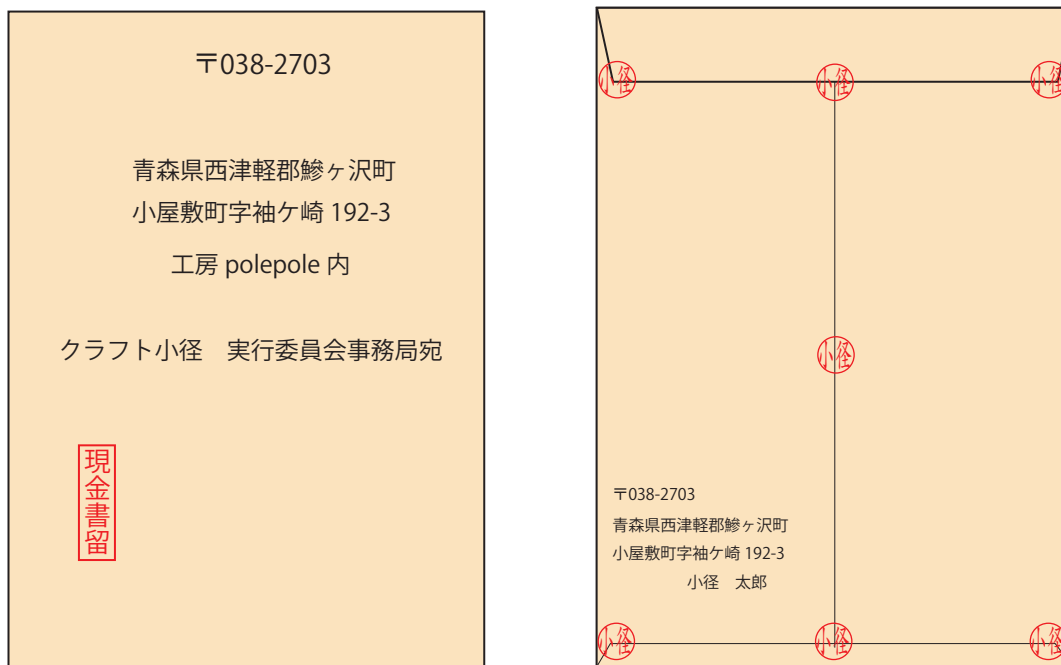 〒038-2703
青森県西津軽郡鰺ヶ沢町
小屋敷町字袖ケ崎 192-3
工房 polepole 内
クラフト小径　実行委員会事務局宛
現金書留
小径
小径
小径
小径
〒038-2703
青森県西津軽郡鰺ヶ沢町
小屋敷町字袖ケ崎 192-3
小径　太郎
小径
小径
小径